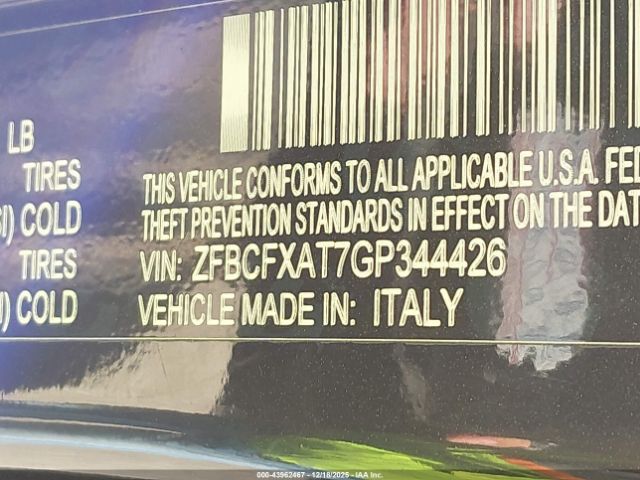 LB
TIRES
SI) COLD
TIRES
I) COLD
THIS VEHICLE CONFORMS TO ALL APPLICABLE U.S.A. FED
THEFT PREVENTION STANDARDS IN EFFECT ON THE DAT
VIN: ZFBCFXAT7GP344426
VEHICLE MADE IN: ITALY
000-43962467 - 12/18/2025 - IAA Inc.